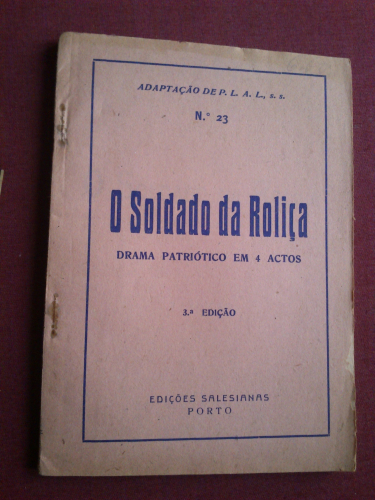 ADAPTAÇÃO DE P. L. A. L., s. s.
N.º 23
O Soldado da Roliça
DRAMA PATRIÓTICO EM 4 ACTOS
3.ª EDIÇÃO
EDIÇÕES SALESIANAS
PORTO